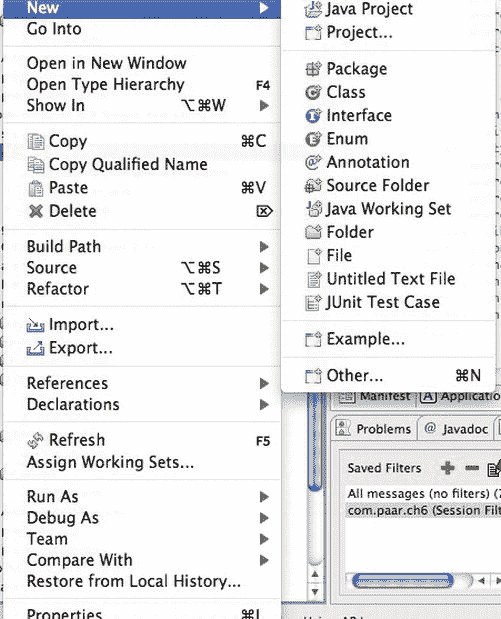 New
Go Into
Open in New Window
Open Type Hierarchy F4
Show In ⌥⌘W
Copy ⌘C
Copy Qualified Name
Paste ⌘V
Delete ⌦
Build Path
Source ⌥⌘S
Refactor ⌥⌘T
Import...
Export...
References
Declarations
Refresh F5
Assign Working Sets...
Run As
Debug As
Team
Compare With
Restore from Local History...
Properties ⌘I
Java Project
Project...
Package
Class
Interface
Enum
Annotation
Source Folder
Java Working Set
Folder
File
Untitled Text File
JUnit Test Case
Example...
Other... ⌘N
Manifest
Problems
Javadoc
Saved Filters
All messages (no filters)
com.paar.ch6 (Session